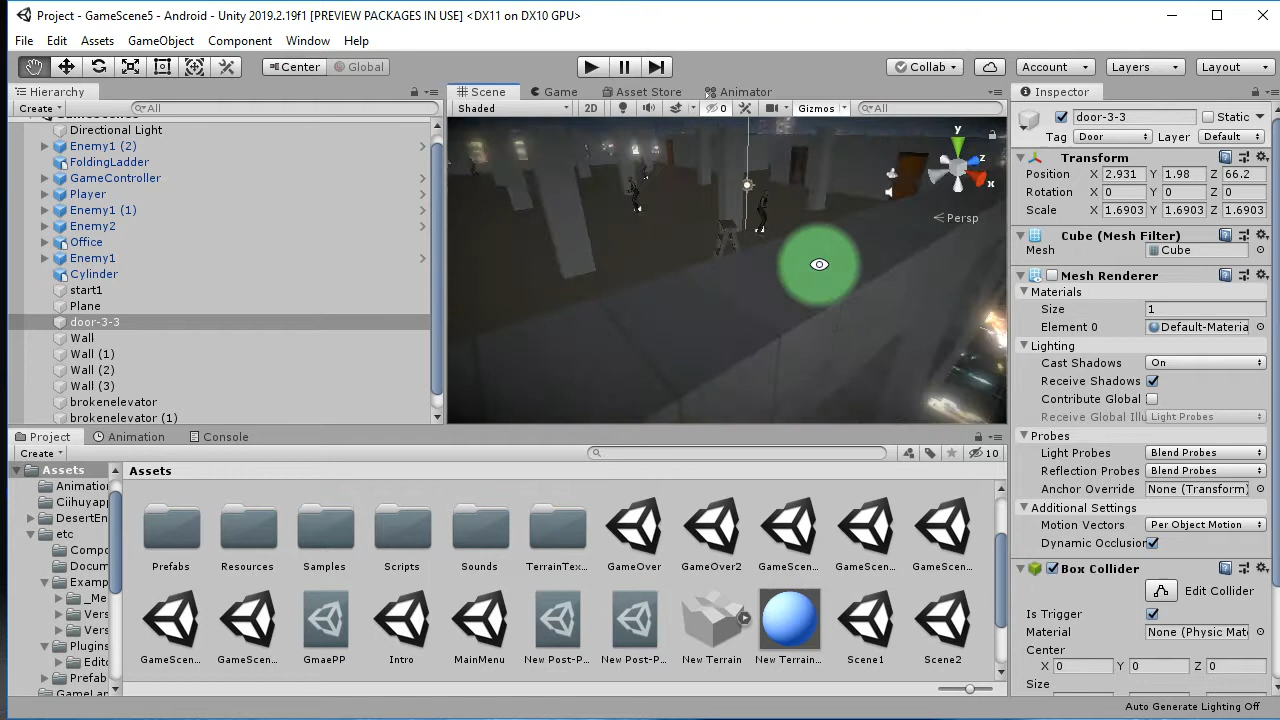 Project - GameScene5 - Android - Unity 2019.2.19f1 [PREVIEW PACKAGES IN USE] <DX11 on DX10 GPU>
File Edit Assets GameObject Component Window Help
Center Global Collab Account Layers Layout
Hierarchy
Create All
Directional Light
Enemy1 (2)
FoldingLadder
GameController
Player
Enemy1 (1)
Enemy2
Office
Enemy1
Cylinder
start1
Plane
door-3-3
Wall
Wall (1)
Wall (2)
Wall (3)
brokenelevator
brokenelevator (1)
Scene Game Asset Store Animator
Shaded 2D 0 Gizmos All
y
z
x
Persp
Inspector
door-3-3 Static
Tag Door Layer Default
Transform
Position X 2.931 Y 1.98 Z 66.2
Rotation X 0 Y 0 Z 0
Scale X 1.6903 Y 1.6903 Z 1.6903
Cube (Mesh Filter)
Mesh Cube
Mesh Renderer
Materials
Size 1
Element 0 Default-Materia
Lighting
Cast Shadows On
Receive Shadows
Contribute Global
Receive Global Illu Light Probes
Probes
Light Probes Blend Probes
Reflection Probes Blend Probes
Anchor Override None (Transform)
Additional Settings
Motion Vectors Per Object Motion
Dynamic Occlusion
Box Collider
Edit Collider
Is Trigger
Material None (Physic Mat
Center
X 0 Y 0 Z 0
Size
Project Animation Console
Create 10
Assets
Animation
Ciihuyapp
DesertEn
etc
Compo
Docum
Examp
_Me
Vers
Vers
Plugins
Edito
Prefab
GameLan
Assets
Prefabs Resources Samples Scripts Sounds TerrainTex... GameOver GameOver2 GameScen... GameScen... GameScen...
GameScen... GameScen... GmaePP Intro MainMenu New Post-P... New Post-P... New Terrain New Terrain... Scene1 Scene2
Auto Generate Lighting Off